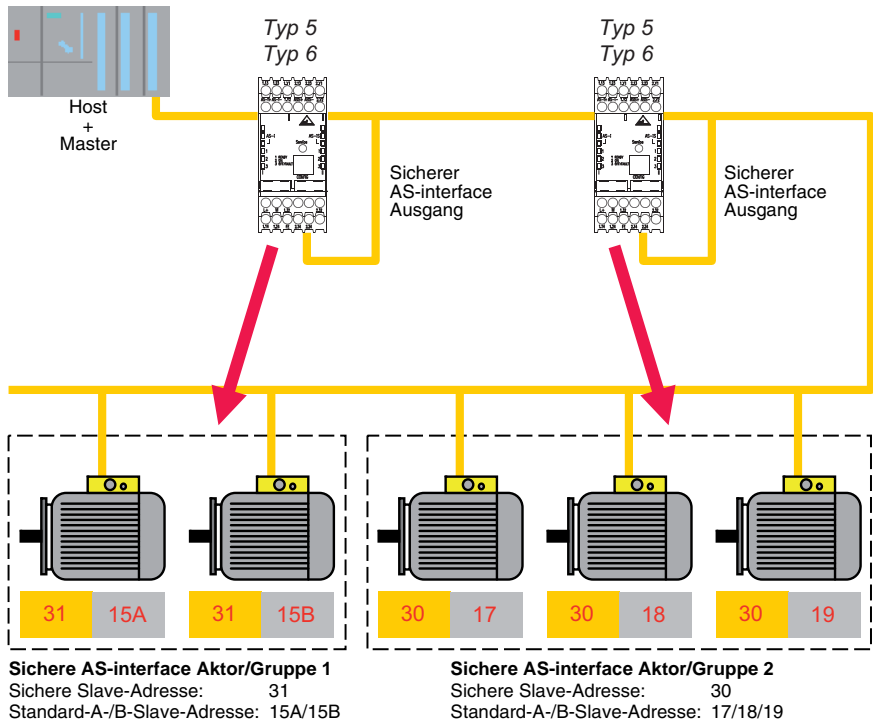 Typ 5
Typ 6
Typ 5
Typ 6
Host
+
Master
Sicherer
AS-interface
Ausgang
Sicherer
AS-interface
Ausgang
31 15A
31 15B
30 17
30 18
30 19
Sichere AS-interface Aktor/Gruppe 1
Sichere Slave-Adresse: 31
Standard-A-/B-Slave-Adresse: 15A/15B
Sichere AS-interface Aktor/Gruppe 2
Sichere Slave-Adresse: 30
Standard-A-/B-Slave-Adresse: 17/18/19